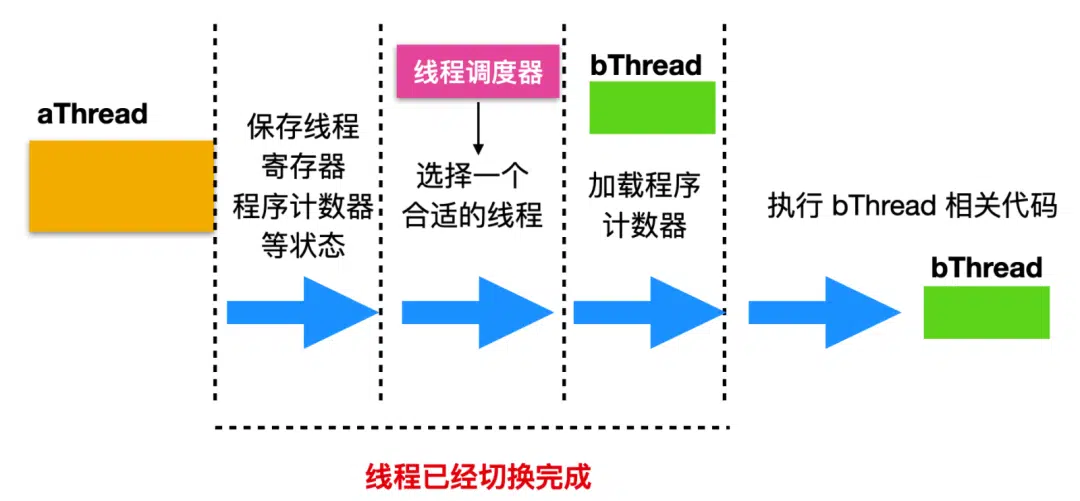 aThread
保存线程
寄存器
程序计数器
等状态
线程调度器
选择一个
合适的线程
bThread
加载程序
计数器
执行 bThread 相关代码
bThread
线程已经切换完成